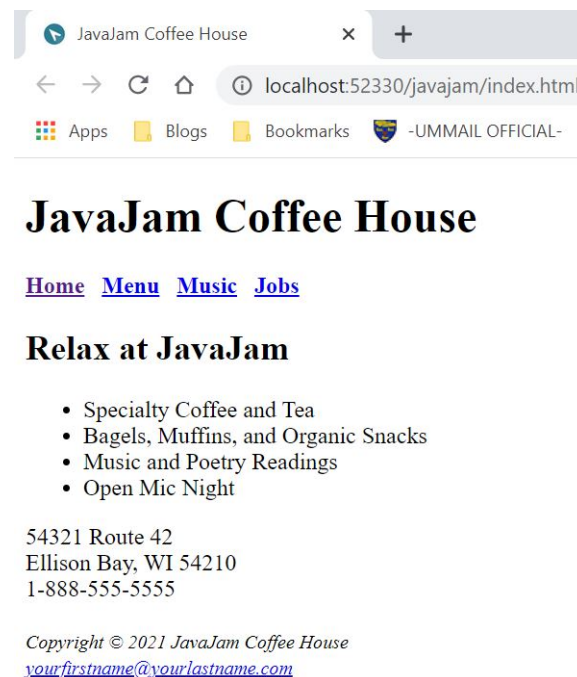 JavaJam Coffee House
localhost:52330/javajam/index.html
Apps Blogs Bookmarks -UMMAIL OFFICIAL-
JavaJam Coffee House
Home Menu Music Jobs
Relax at JavaJam
• Specialty Coffee and Tea
• Bagels, Muffins, and Organic Snacks
• Music and Poetry Readings
• Open Mic Night
54321 Route 42
Ellison Bay, WI 54210
1-888-555-5555
Copyright © 2021 JavaJam Coffee House
yourfirstname@yourlastname.com